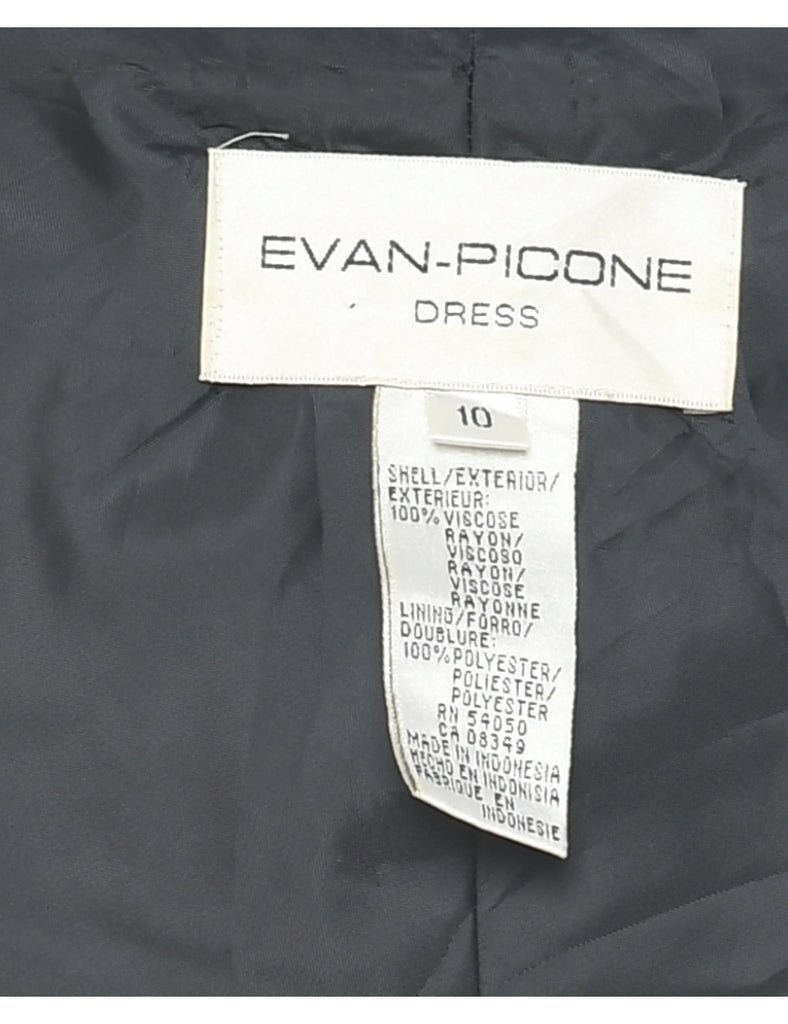 EVAN-PICONE
DRESS
10
SHELL/EXTERIOR/
EXTERIEUR:
100% VISCOSE
RAYON/
VISCOSO
RAYON/
VISCOSE
RAYONNE
LINING/FORRO/
DOUBLURE:
100% POLYESTER/
POLIESTER/
POLYESTER
RN 54050
CA 08349
MADE IN INDONESIA
HECHO EN INDONISIA
FABRIQUE EN
INDONESIE